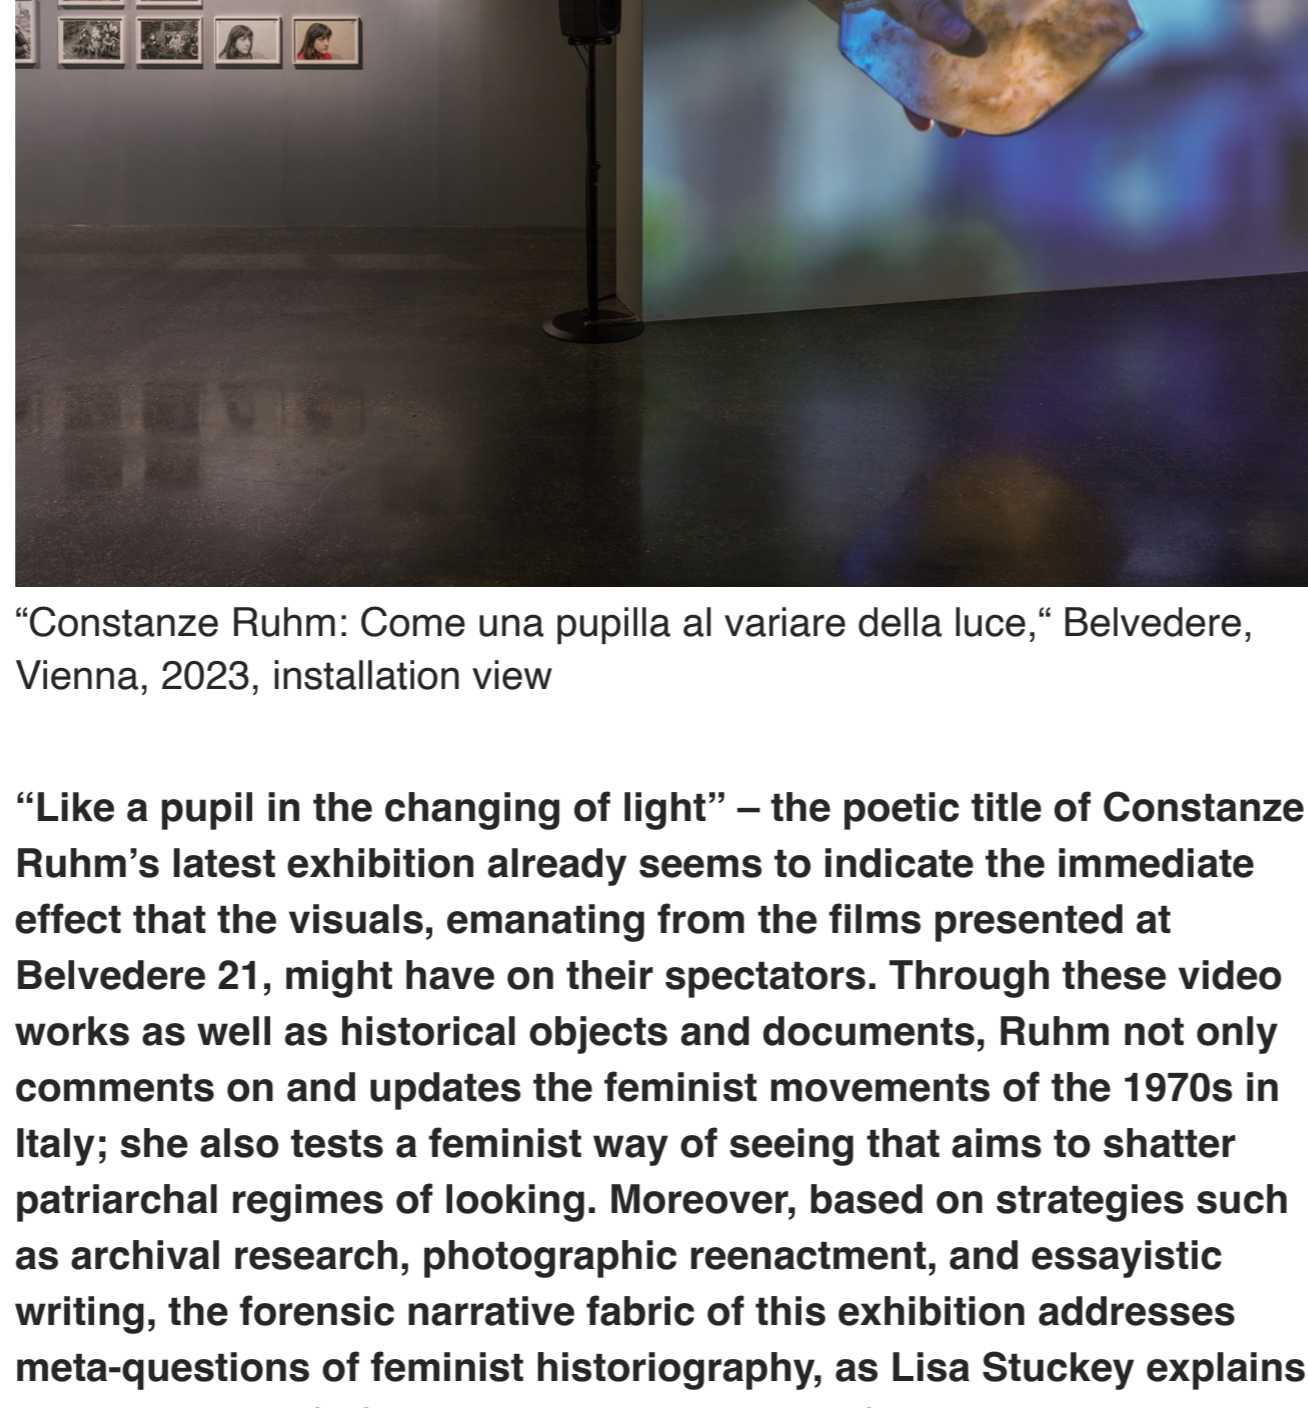 “Constanze Ruhm: Come una pupilla al variare della luce,“ Belvedere,
Vienna, 2023, installation view
“Like a pupil in the changing of light” – the poetic title of Constanze
Ruhm’s latest exhibition already seems to indicate the immediate
effect that the visuals, emanating from the films presented at
Belvedere 21, might have on their spectators. Through these video
works as well as historical objects and documents, Ruhm not only
comments on and updates the feminist movements of the 1970s in
Italy; she also tests a feminist way of seeing that aims to shatter
patriarchal regimes of looking. Moreover, based on strategies such
as archival research, photographic reenactment, and essayistic
writing, the forensic narrative fabric of this exhibition addresses
meta-questions of feminist historiography, as Lisa Stuckey explains